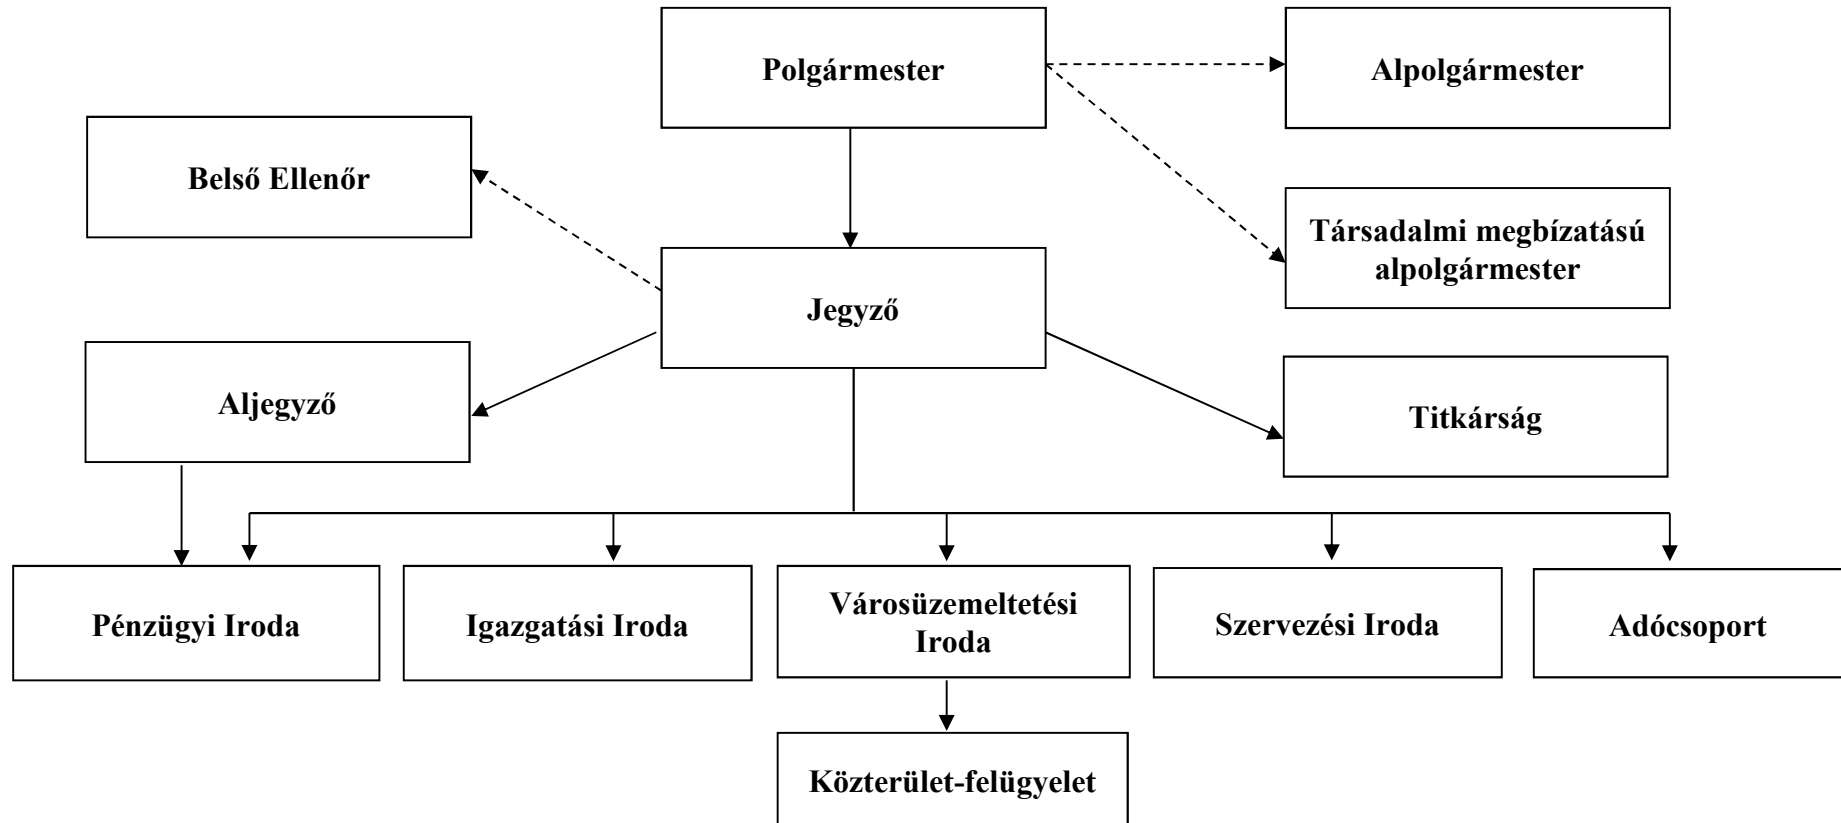 Polgármester
Alpolgármester
Belső Ellenőr
Társadalmi megbízatású
alpolgármester
Jegyző
Aljegyző
Titkárság
Pénzügyi Iroda
Igazgatási Iroda
Városüzemeltetési
Iroda
Szervezési Iroda
Adócsoport
Közterület-felügyelet